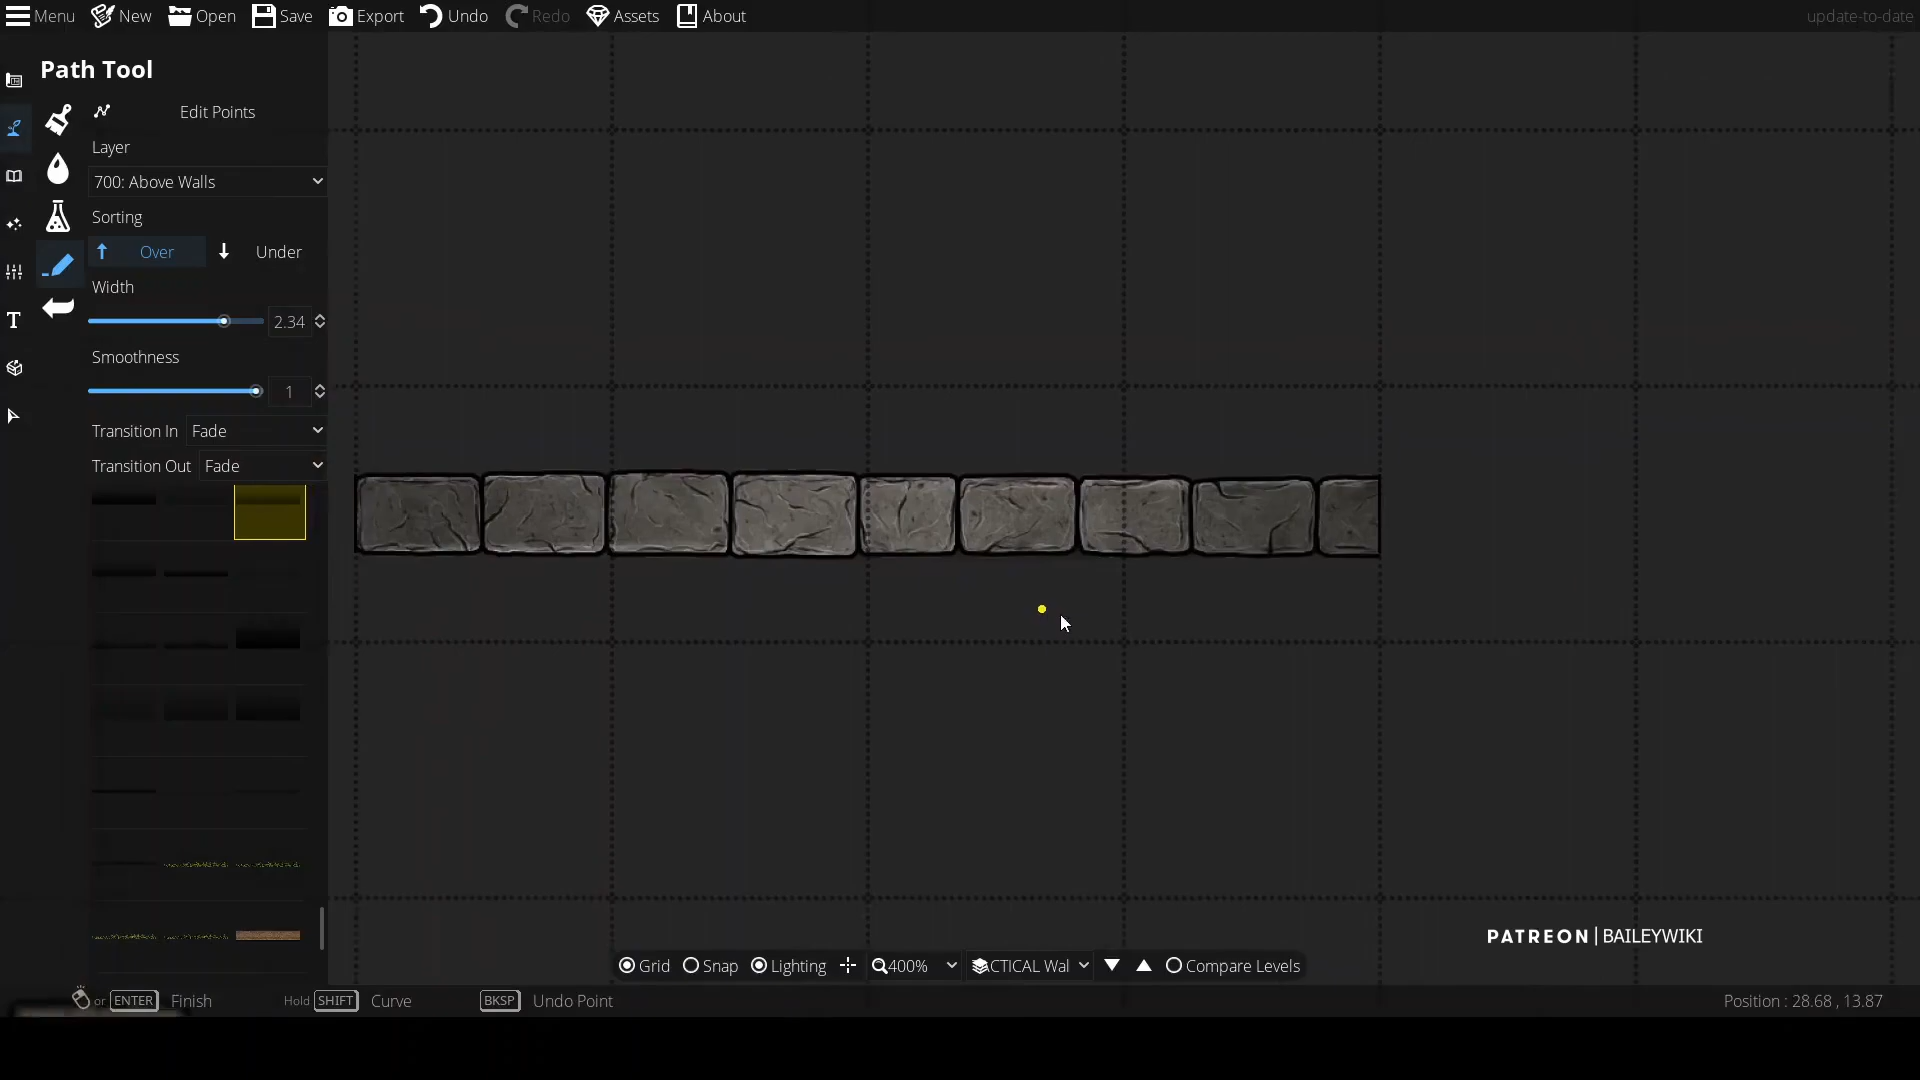 Menu New Open Save Export Undo Redo Assets About update-to-date
Path Tool
Edit Points
Layer
700: Above Walls
Sorting
Over Under
Width
2.34
Smoothness
1
Transition In Fade
Transition Out Fade
PATREON | BAILEYWIKI
Grid Snap Lighting 400% ACTICAL Wal Compare Levels
or ENTER Finish Hold SHIFT Curve BKSP Undo Point Position : 28.68 , 13.87